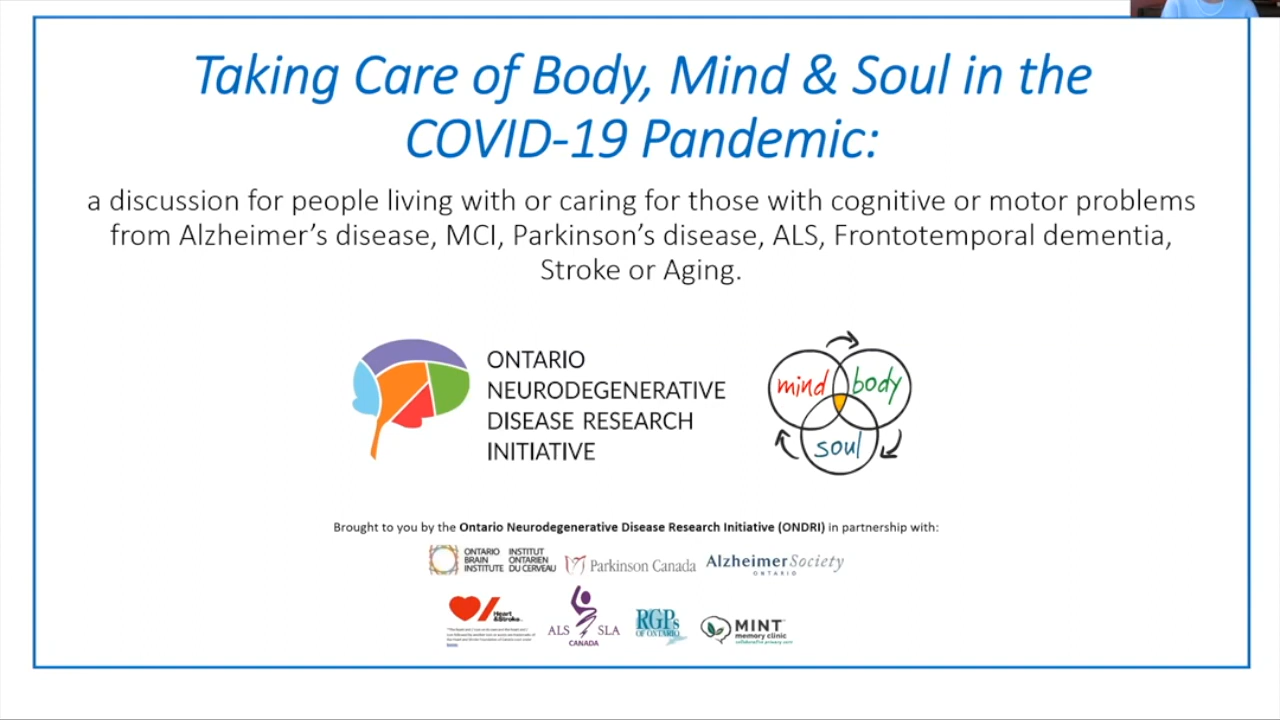 Taking Care of Body, Mind & Soul in the
COVID-19 Pandemic:
a discussion for people living with or caring for those with cognitive or motor problems
from Alzheimer’s disease, MCI, Parkinson’s disease, ALS, Frontotemporal dementia,
Stroke or Aging.
ONTARIO
NEURODEGENERATIVE
DISEASE RESEARCH
INITIATIVE
mind body
soul
Brought to you by the Ontario Neurodegenerative Disease Research Initiative (ONDRI) in partnership with:
ONTARIO
BRAIN
INSTITUTE
INSTITUT
ONTARIEN
DU CERVEAU
Parkinson Canada
Alzheimer Society
ONTARIO
Heart
&Stroke
ALS SLA
CANADA
RGPs
OF ONTARIO
MINT
memory clinic
collaborative primary care